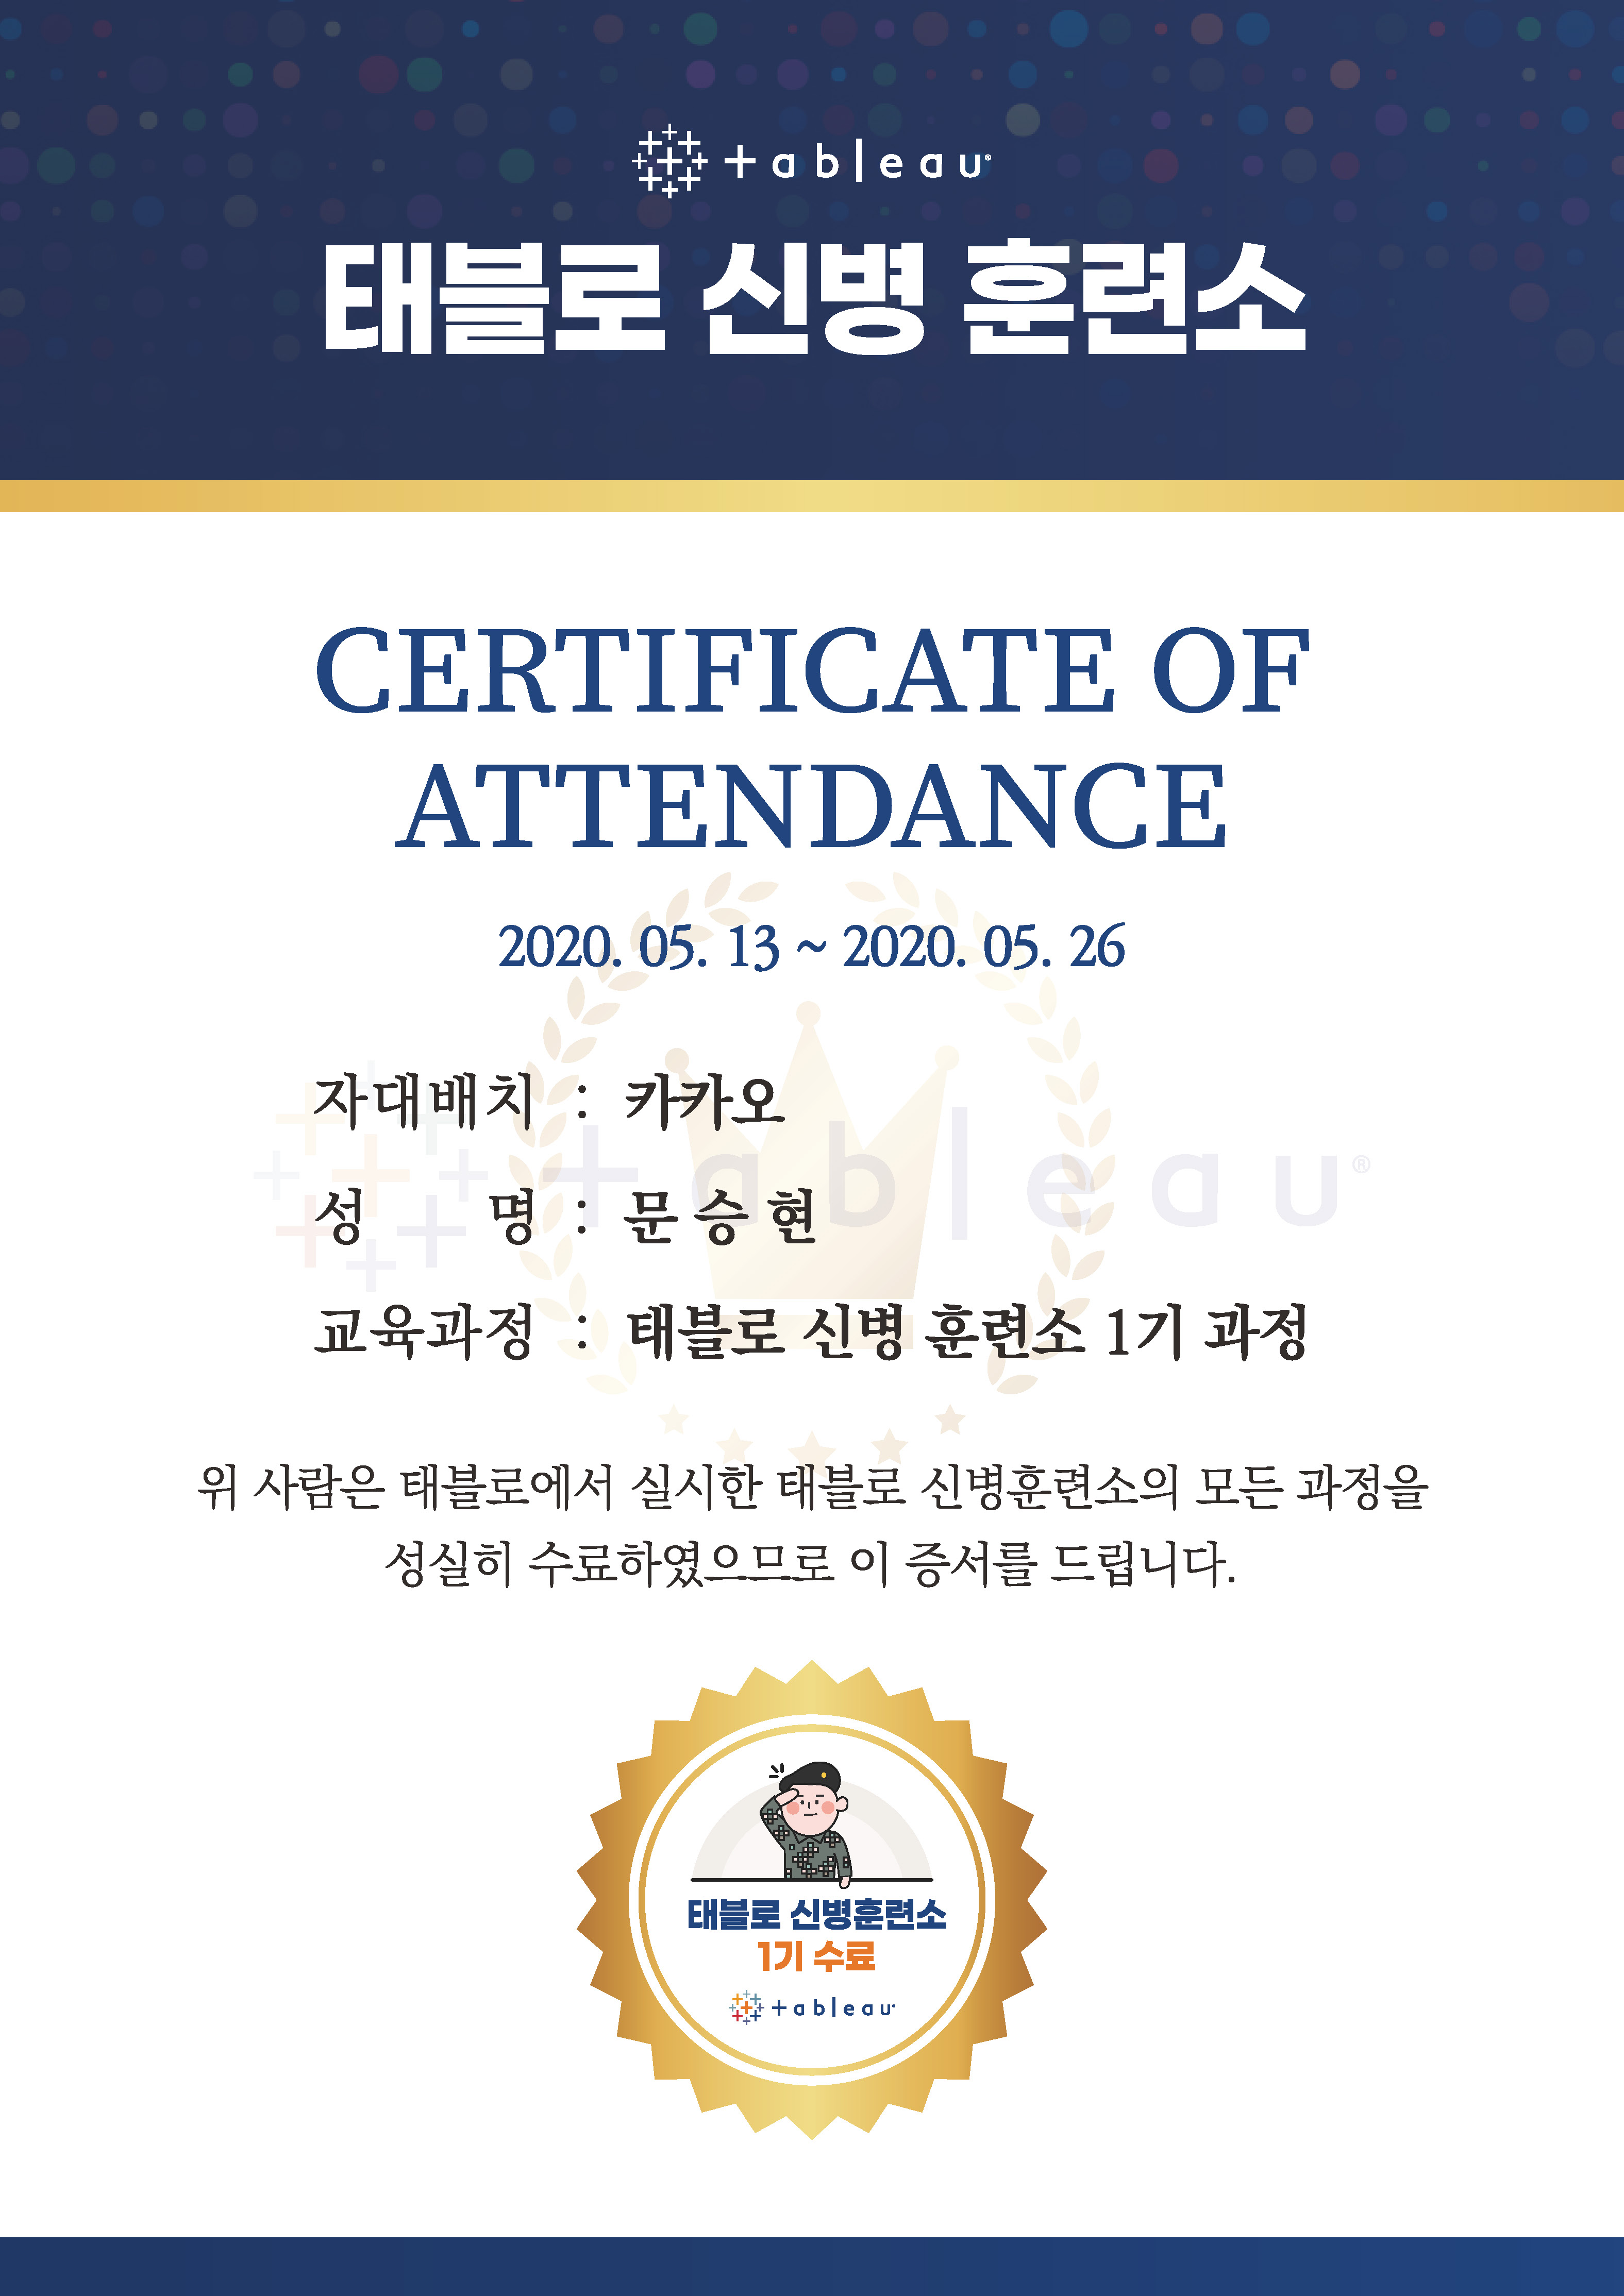 +ableau®
태블로 신병 훈련소
CERTIFICATE OF
ATTENDANCE
2020. 05. 13 ~ 2020. 05. 26
자대배치 : 카카오
+ableau®
성 명 : 문 승 현
교육과정 : 태블로 신병 훈련소 1기 과정
위 사람은 태블로에서 실시한 태블로 신병훈련소의 모든 과정을
성실히 수료하였으므로 이 증서를 드립니다.
태블로 신병훈련소
1기 수료
+ableau